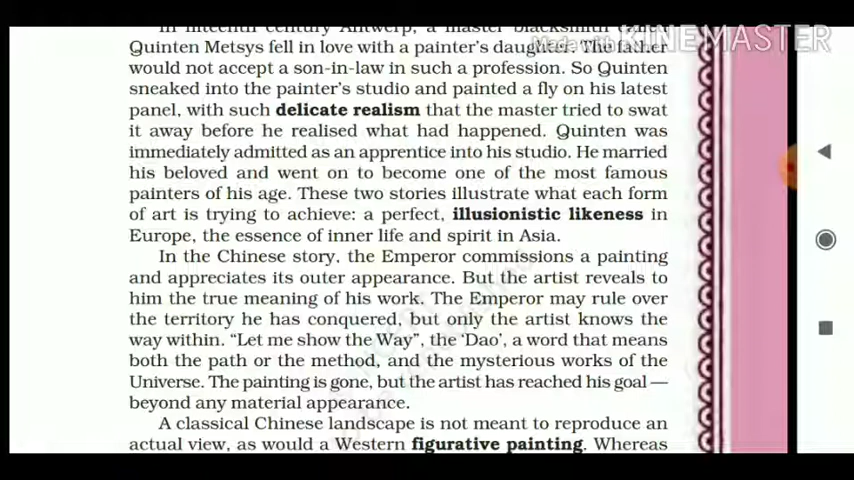 In fifteenth century Antwerp, a master blacksmith
Quinten Metsys fell in love with a painter's daughter. The father
would not accept a son-in-law in such a profession. So Quinten
sneaked into the painter's studio and painted a fly on his latest
panel, with such delicate realism that the master tried to swat
it away before he realised what had happened. Quinten was
immediately admitted as an apprentice into his studio. He married
his beloved and went on to become one of the most famous
painters of his age. These two stories illustrate what each form
of art is trying to achieve: a perfect, illusionistic likeness in
Europe, the essence of inner life and spirit in Asia.
In the Chinese story, the Emperor commissions a painting
and appreciates its outer appearance. But the artist reveals to
him the true meaning of his work. The Emperor may rule over
the territory he has conquered, but only the artist knows the
way within. “Let me show the Way”, the ‘Dao’, a word that means
both the path or the method, and the mysterious works of the
Universe. The painting is gone, but the artist has reached his goal —
beyond any material appearance.
A classical Chinese landscape is not meant to reproduce an
actual view, as would a Western figurative painting. Whereas
Made with KINEMASTER